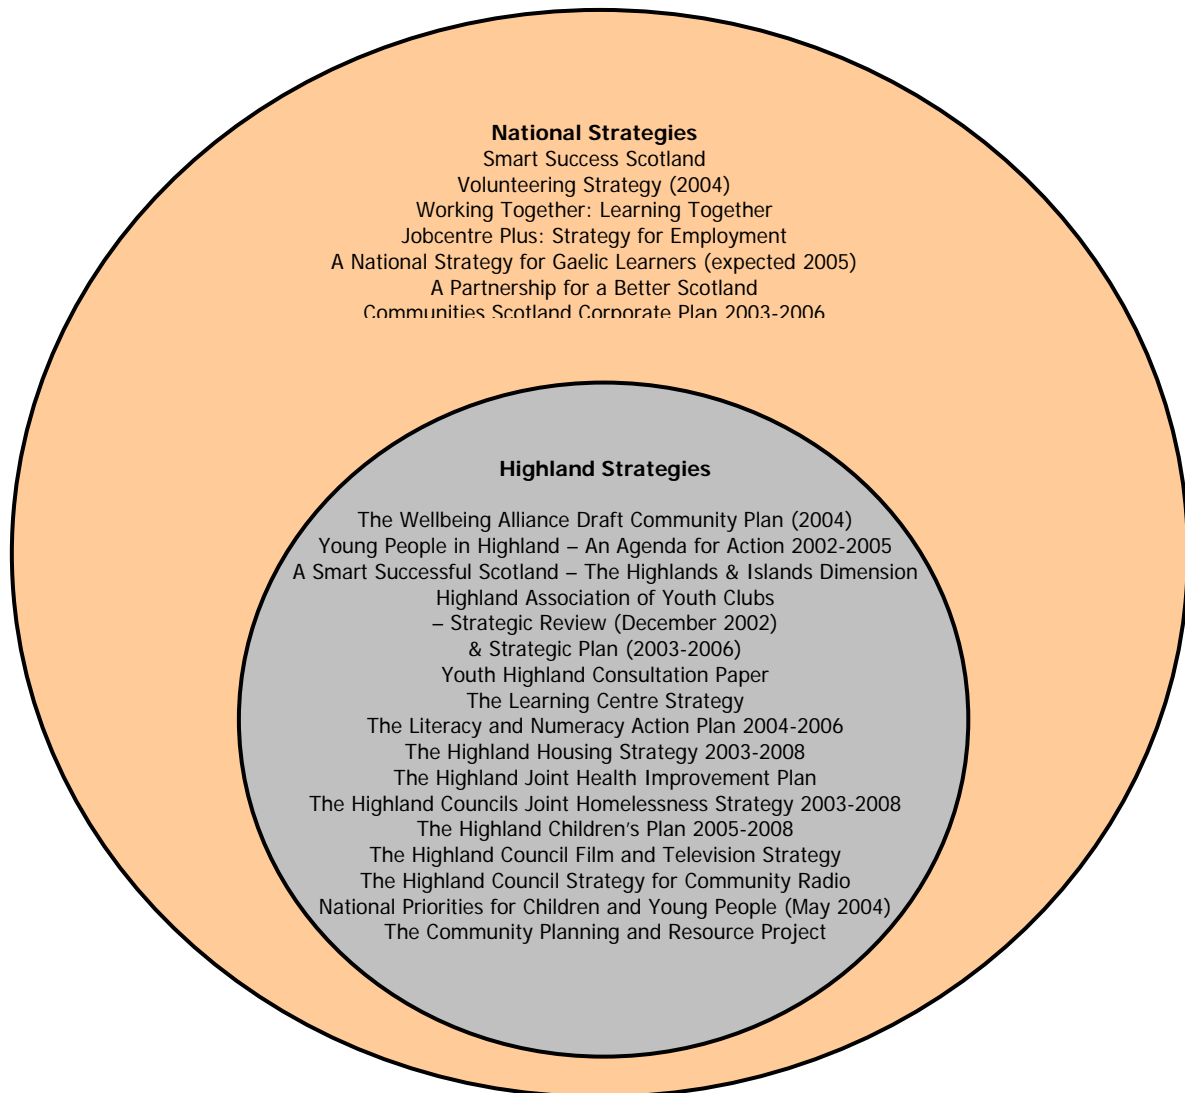 National Strategies
Smart Success Scotland
Volunteering Strategy (2004)
Working Together: Learning Together
Jobcentre Plus: Strategy for Employment
A National Strategy for Gaelic Learners (expected 2005)
A Partnership for a Better Scotland
Communities Scotland Corporate Plan 2003-2006
Highland Strategies
The Wellbeing Alliance Draft Community Plan (2004)
Young People in Highland – An Agenda for Action 2002-2005
A Smart Successful Scotland – The Highlands & Islands Dimension
Highland Association of Youth Clubs
– Strategic Review (December 2002)
& Strategic Plan (2003-2006)
Youth Highland Consultation Paper
The Learning Centre Strategy
The Literacy and Numeracy Action Plan 2004-2006
The Highland Housing Strategy 2003-2008
The Highland Joint Health Improvement Plan
The Highland Councils Joint Homelessness Strategy 2003-2008
The Highland Children’s Plan 2005-2008
The Highland Council Film and Television Strategy
The Highland Council Strategy for Community Radio
National Priorities for Children and Young People (May 2004)
The Community Planning and Resource Project